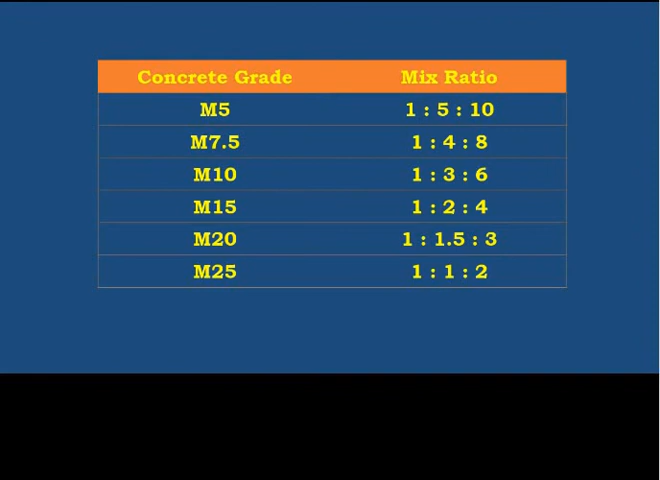 Concrete Grade Mix Ratio
M5 1 : 5 : 10
M7.5 1 : 4 : 8
M10 1 : 3 : 6
M15 1 : 2 : 4
M20 1 : 1.5 : 3
M25 1 : 1 : 2